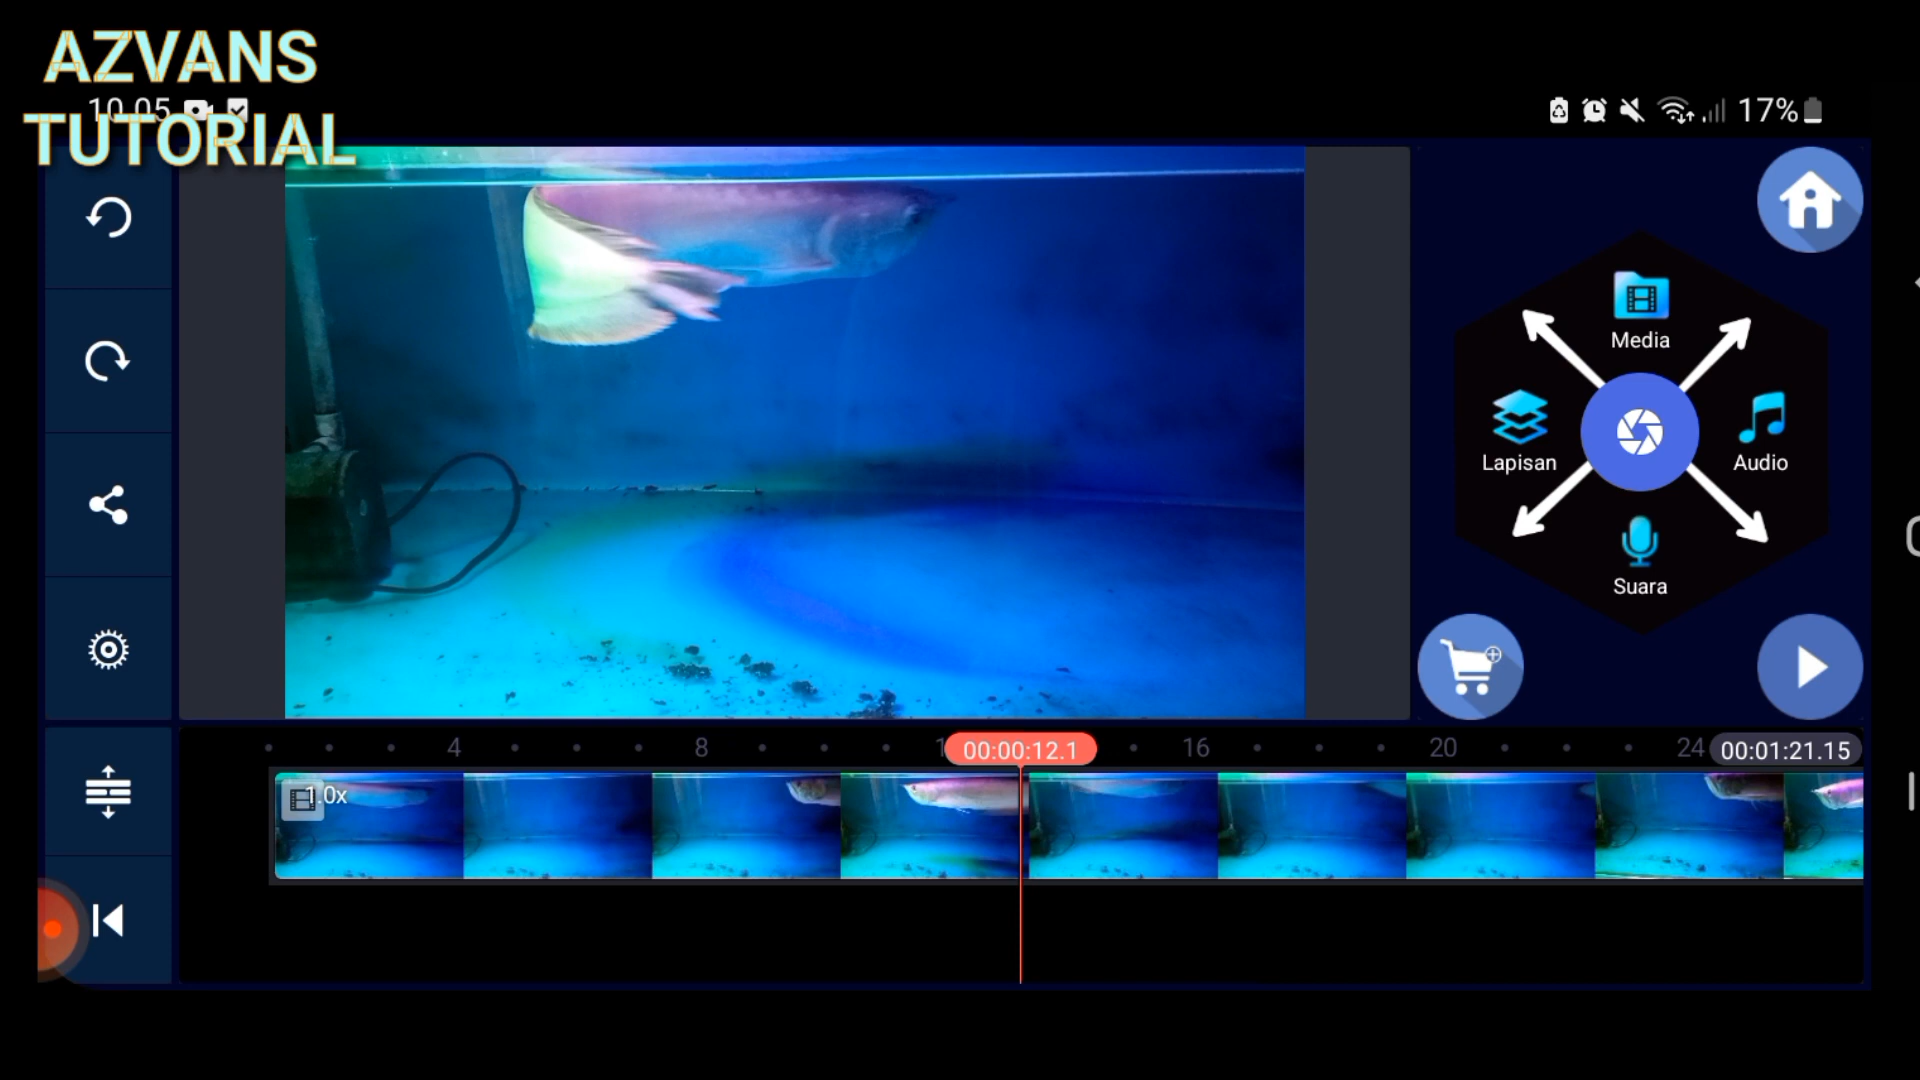 AZVANS
10.05
17%
TUTORIAL
Media
Lapisan
Audio
Suara
4
8
00:00:12.1
16
20
24
00:01:21.15
1.0x